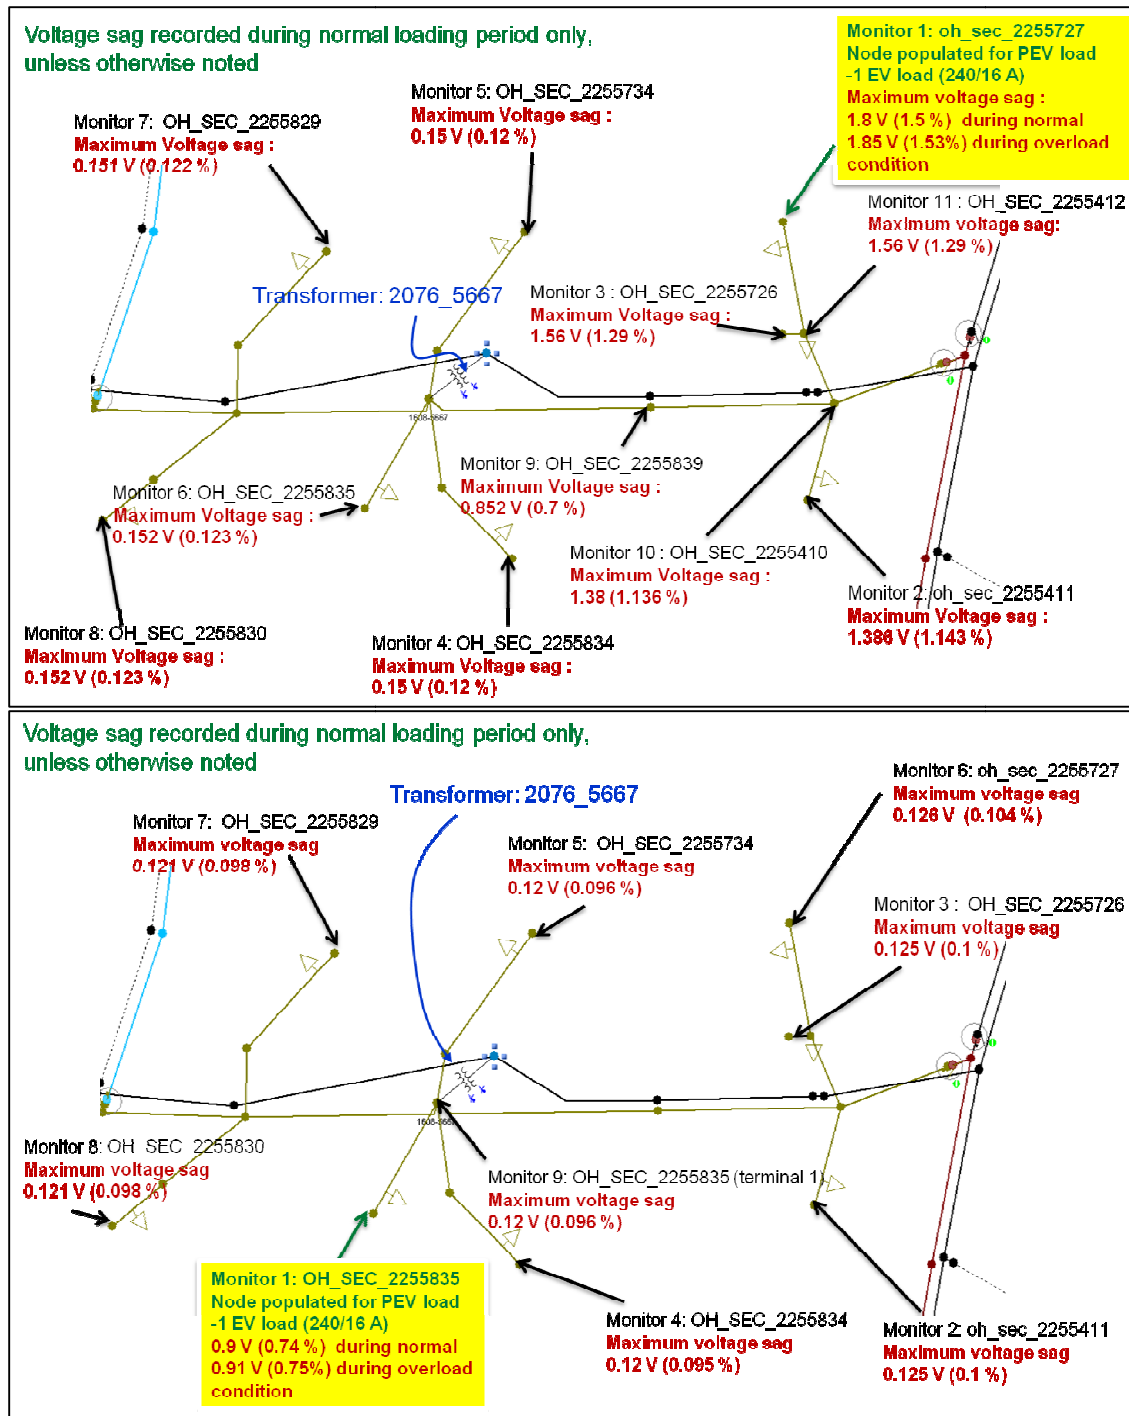 Voltage sag recorded during normal loading period only,
unless otherwise noted
Monitor 1: oh_sec_2255727
Node populated for PEV load
-1 EV load (240/16 A)
Maximum voltage sag :
1.8 V (1.5 %) during normal
1.85 V (1.53%) during overload
condition
Monitor 5: OH_SEC_2255734
Maximum Voltage sag :
0.15 V (0.12 %)
Monitor 7: OH_SEC_2255829
Maximum Voltage sag :
0.151 V (0.122 %)
Monitor 11 : OH_SEC_2255412
Maximum Voltage sag:
1.56 V (1.29 %)
Transformer: 2076_5667
Monitor 3 : OH_SEC_2255726
Maximum Voltage sag :
1.56 V (1.29 %)
0
0
1608-5667
Monitor 9: OH_SEC_2255839
Maximum Voltage sag :
0.852 V (0.7 %)
Monitor 6: OH_SEC_2255835
Maximum Voltage sag :
0.152 V (0.123 %)
Monitor 10 : OH_SEC_2255410
Maximum Voltage sag :
1.38 (1.136 %)
Monitor 2: oh_sec_2255411
Maximum Voltage sag :
1.386 V (1.143 %)
Monitor 8: OH_SEC_2255830
Maximum Voltage sag :
0.152 V (0.123 %)
Monitor 4: OH_SEC_2255834
Maximum Voltage sag :
0.15 V (0.12 %)
Voltage sag recorded during normal loading period only,
unless otherwise noted
Monitor 6: oh_sec_2255727
Maximum voltage sag
0.126 V (0.104 %)
Transformer: 2076_5667
Monitor 7: OH_SEC_2255829
Maximum voltage sag
0.121 V (0.098 %)
Monitor 5: OH_SEC_2255734
Maximum voltage sag
0.12 V (0.096 %)
Monitor 3 : OH_SEC_2255726
Maximum voltage sag
0.125 V (0.1 %)
0
0
Monitor 8: OH_SEC_2255830
Maximum voltage sag
0.121 V (0.098 %)
Monitor 9: OH_SEC_2255835 (terminal 1)
Maximum voltage sag
0.12 V (0.096 %)
Monitor 1: OH_SEC_2255835
Node populated for PEV load
-1 EV load (240/16 A)
0.9 V (0.74 %) during normal
0.91 V (0.75%) during overload
condition
Monitor 4: OH_SEC_2255834
Maximum voltage sag
0.12 V (0.095 %)
Monitor 2: oh_sec_2255411
Maximum voltage sag
0.125 V (0.1 %)